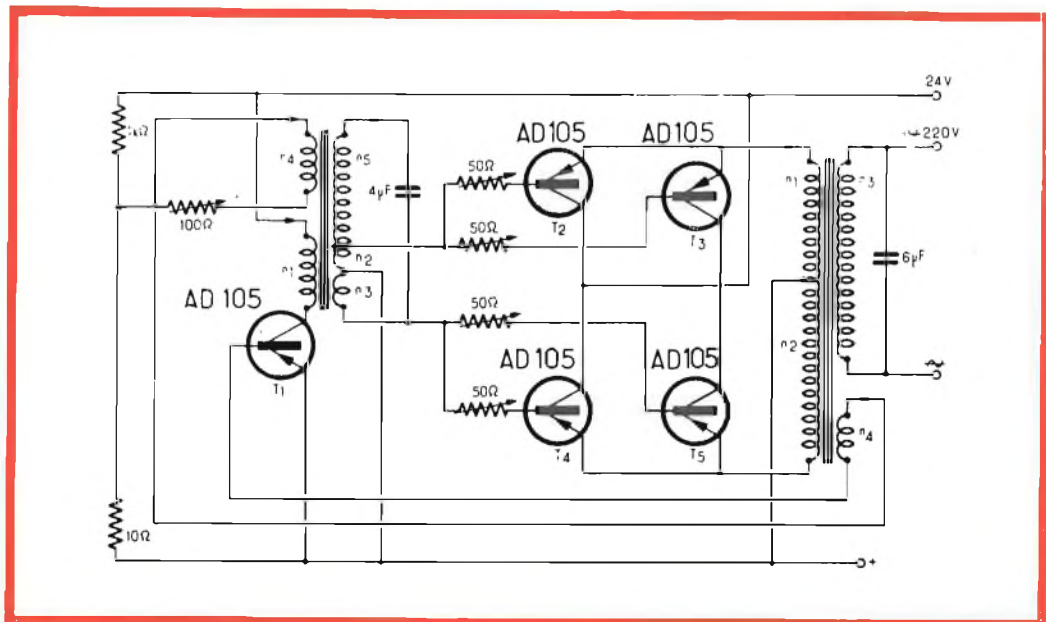 24V
AD105 AD105
~220V
n4 n5
50Ω
4µF
n1 n3
100Ω
T2 T3
50Ω
n2
n1 n3
6µF
AD 105
50Ω
n2
AD105 AD105
~
T1
50Ω
n4
T4 T5
10Ω
+